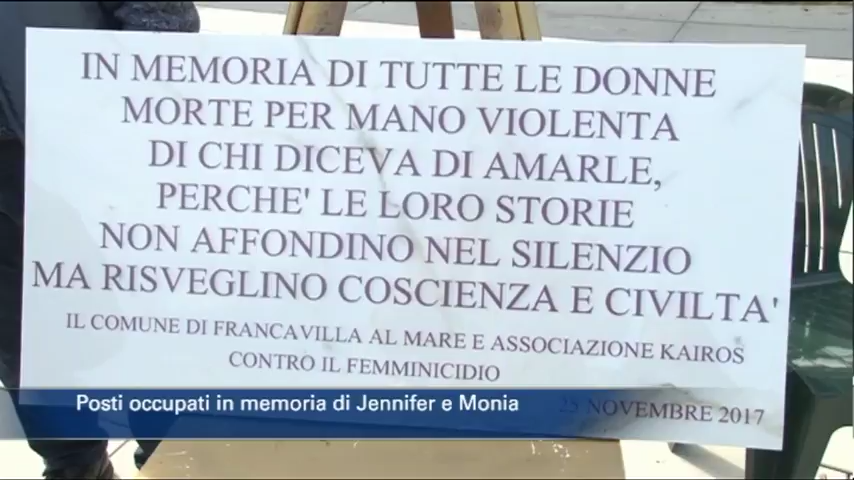 IN MEMORIA DI TUTTE LE DONNE
MORTE PER MANO VIOLENTA
DI CHI DICEVA DI AMARLE,
PERCHE' LE LORO STORIE
NON AFFONDINO NEL SILENZIO
MA RISVEGLINO COSCIENZA E CIVILTA'
IL COMUNE DI FRANCAVILLA AL MARE E ASSOCIAZIONE KAIROS
CONTRO IL FEMMINICIDIO
25 NOVEMBRE 2017
Posti occupati in memoria di Jennifer e Monia